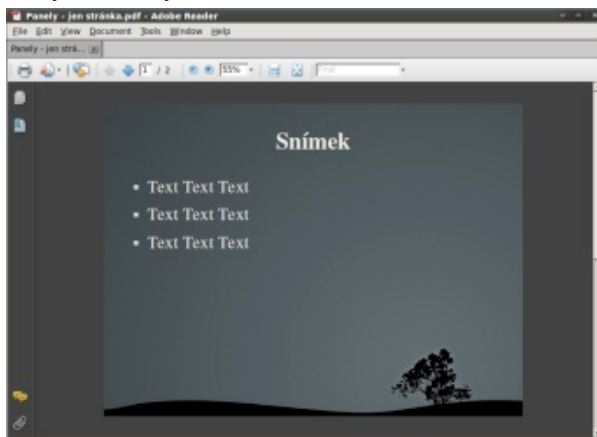 Panely - jen stránka.pdf - Adobe Reader
File Edit View Document Tools Window Help
Panely - jen strá...
1 / 2 55% Find
Snímek
▪ Text Text Text
▪ Text Text Text
▪ Text Text Text